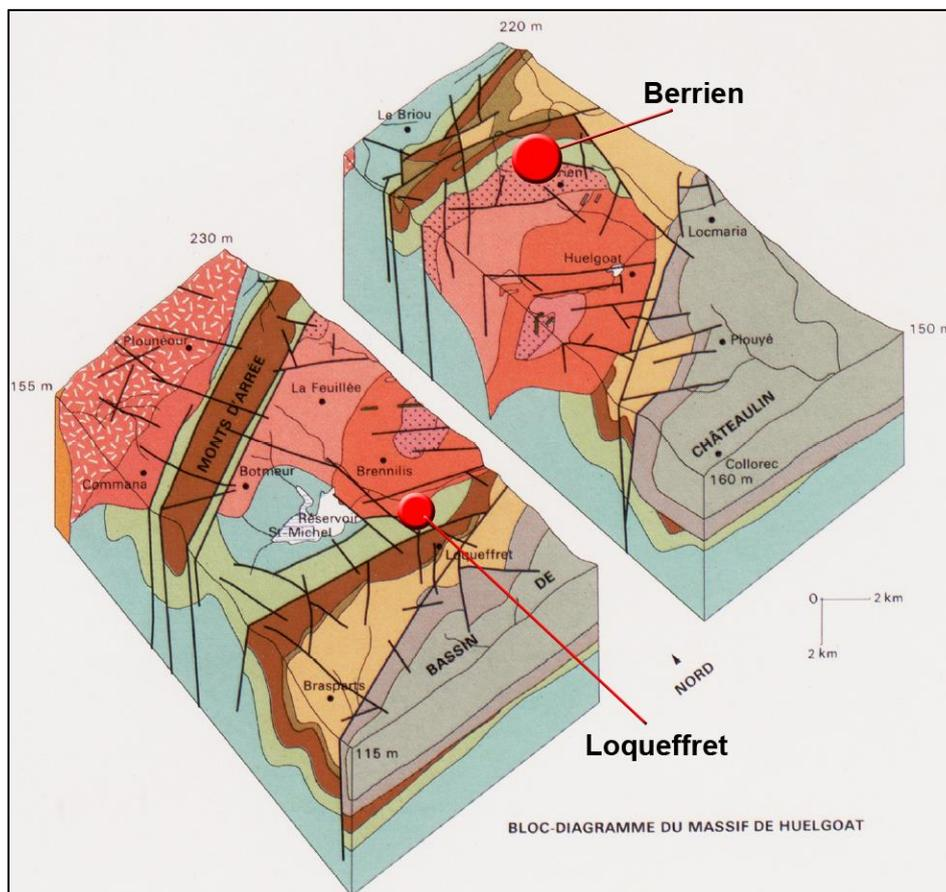 220 m
Berrien
Le Briou
Locmaria
230 m
Huelgoat
150 m
Plounéour
Plouyé
155 m
La Feuillée
MONTS D'ARRÉE
CHÂTEAULIN
Collorec
160 m
Commana
Botmeur
Brennilis
Réservoir
St-Michel
Loqueffret
DE
O 2 km
2 km
BASSIN
NORD
Brasparts
Loqueffret
115 m
BLOC-DIAGRAMME DU MASSIF DE HUELGOAT